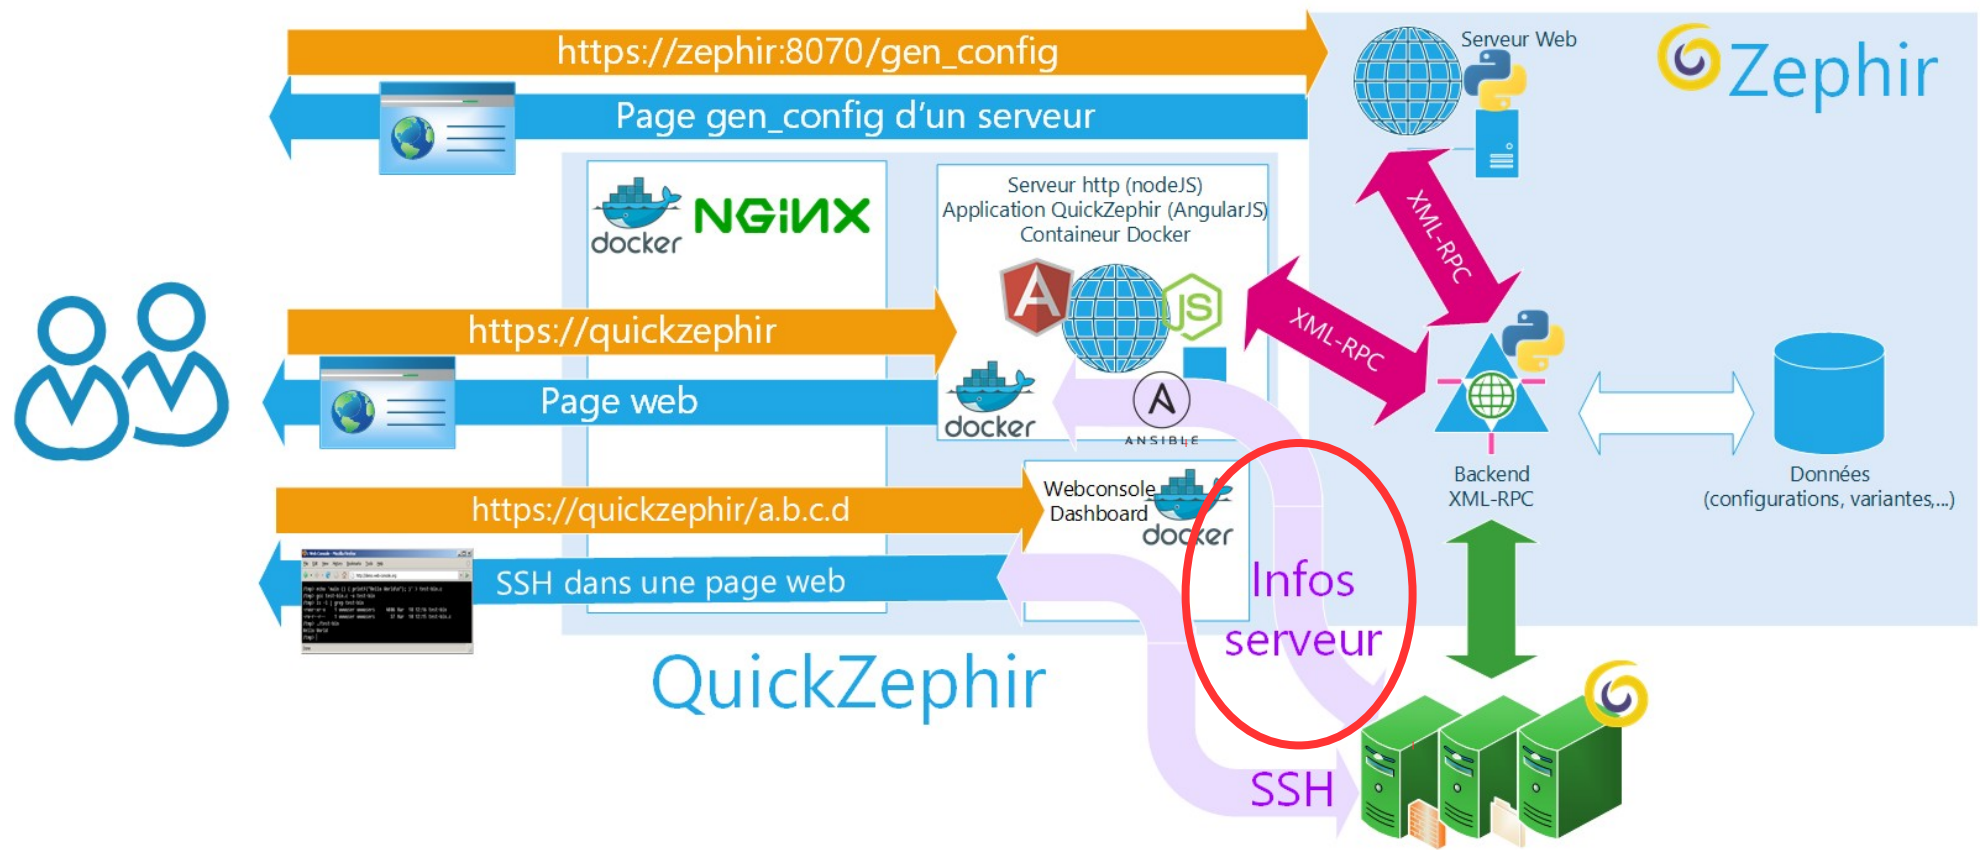 https://zephir:8070/gen_config
Serveur Web
Zephir
Page gen_config d'un serveur
docker
NGiNX
Serveur http (nodeJS)
Application QuickZephir (AngularJS)
Containeur Docker
A
JS
XML-RPC
XML-RPC
https://quickzephir
Page web
docker
A
ANSIBLE
Backend
XML-RPC
Données
(configurations, variantes,...)
https://quickzephir/a.b.c.d
Webconsole
Dashboard
docker
SSH dans une page web
Infos
serveur
QuickZephir
SSH